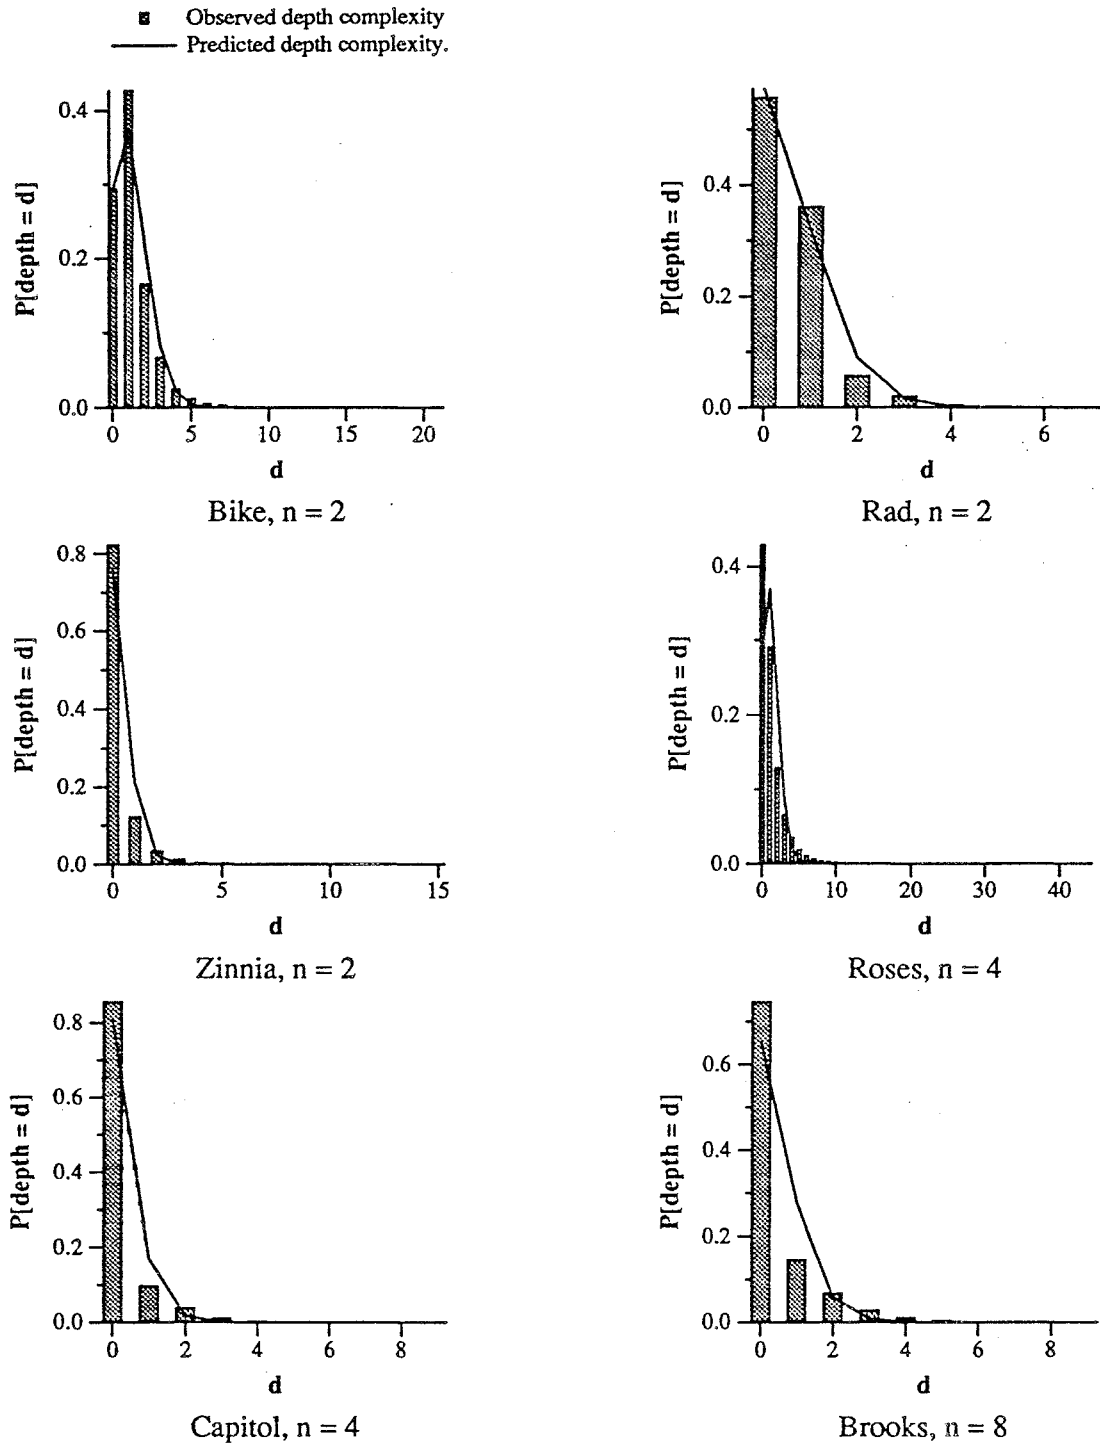 Observed depth complexity
Predicted depth complexity.
P[depth = d]
0.4
0.2
0.0
0 5 10 15 20
d
Bike, n = 2
P[depth = d]
0.4
0.2
0.0
0 2 4 6
d
Rad, n = 2
P[depth = d]
0.8
0.6
0.4
0.2
0.0
0 5 10 15
d
Zinnia, n = 2
P[depth = d]
0.4
0.2
0.0
0 10 20 30 40
d
Roses, n = 4
P[depth = d]
0.8
0.6
0.4
0.2
0.0
0 2 4 6 8
d
Capitol, n = 4
P[depth = d]
0.6
0.4
0.2
0.0
0 2 4 6 8
d
Brooks, n = 8